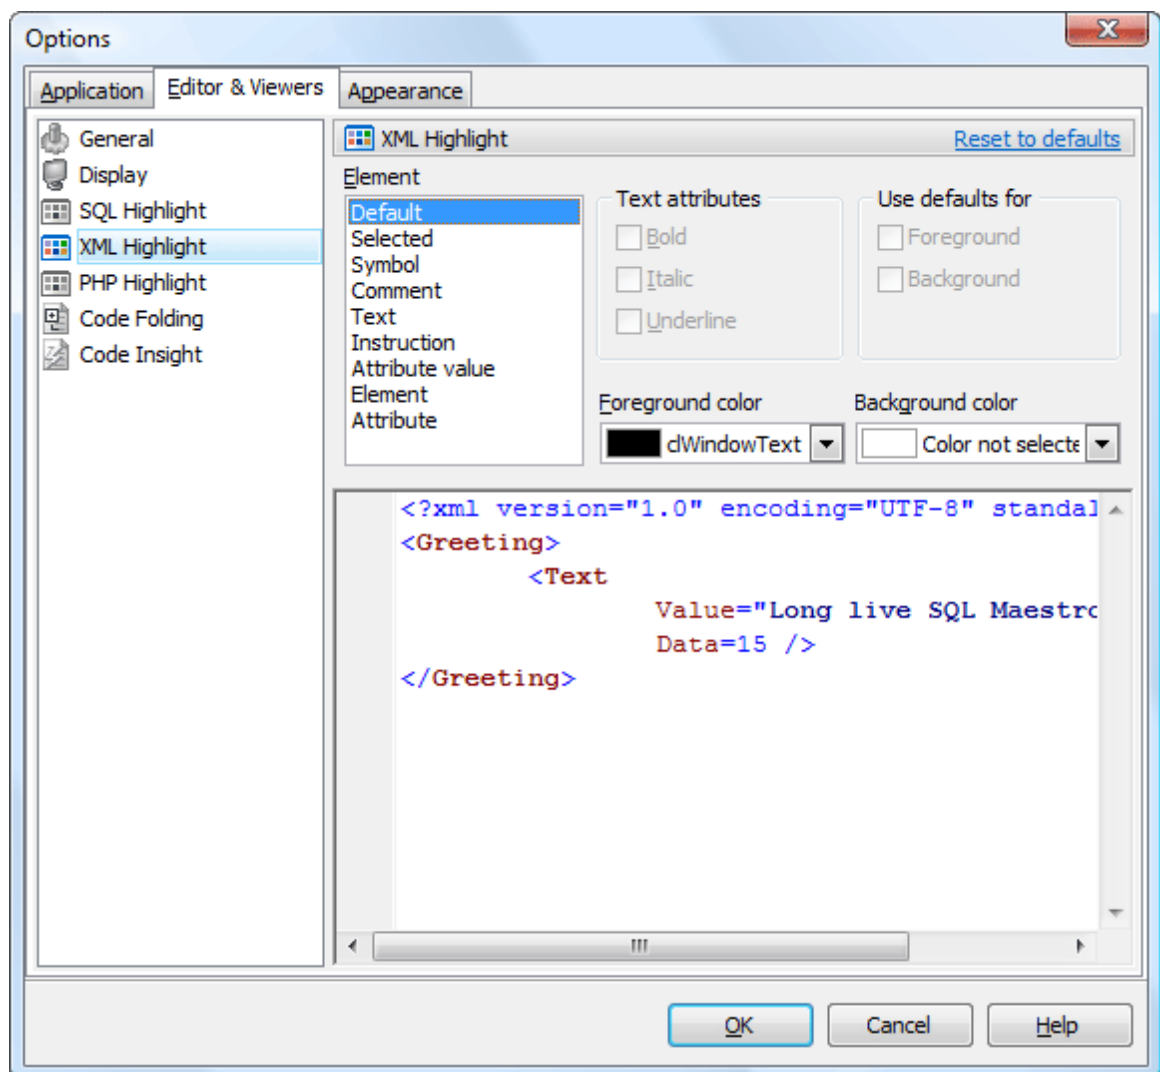 Options
Application Editor & Viewers Appearance
General
Display
SQL Highlight
XML Highlight
PHP Highlight
Code Folding
Code Insight
XML Highlight Reset to defaults
Element
Default
Selected
Symbol
Comment
Text
Instruction
Attribute value
Element
Attribute
Text attributes
Bold
Italic
Underline
Use defaults for
Foreground
Background
Foreground color
clWindowText
Background color
Color not selecte
<?xml version="1.0" encoding="UTF-8" standal
<Greeting>
<Text
Value="Long live SQL Maestro
Data=15 />
</Greeting>
OK Cancel Help